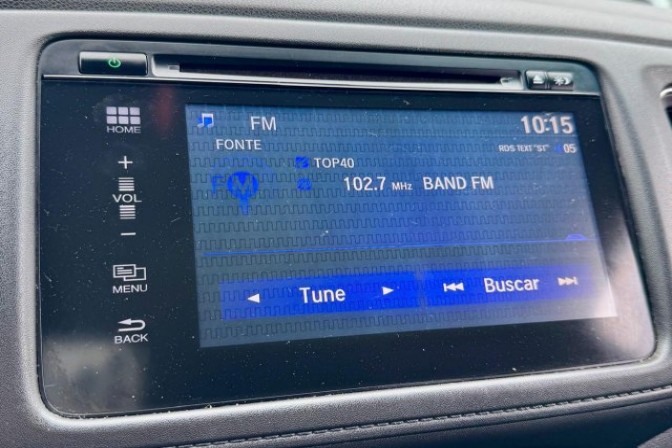 HOME
+
VOL
-
MENU
BACK
FM
10:15
FONTE
RDS TEXT "ST" 05
TOP40
102.7 MHz BAND FM
Tune
Buscar